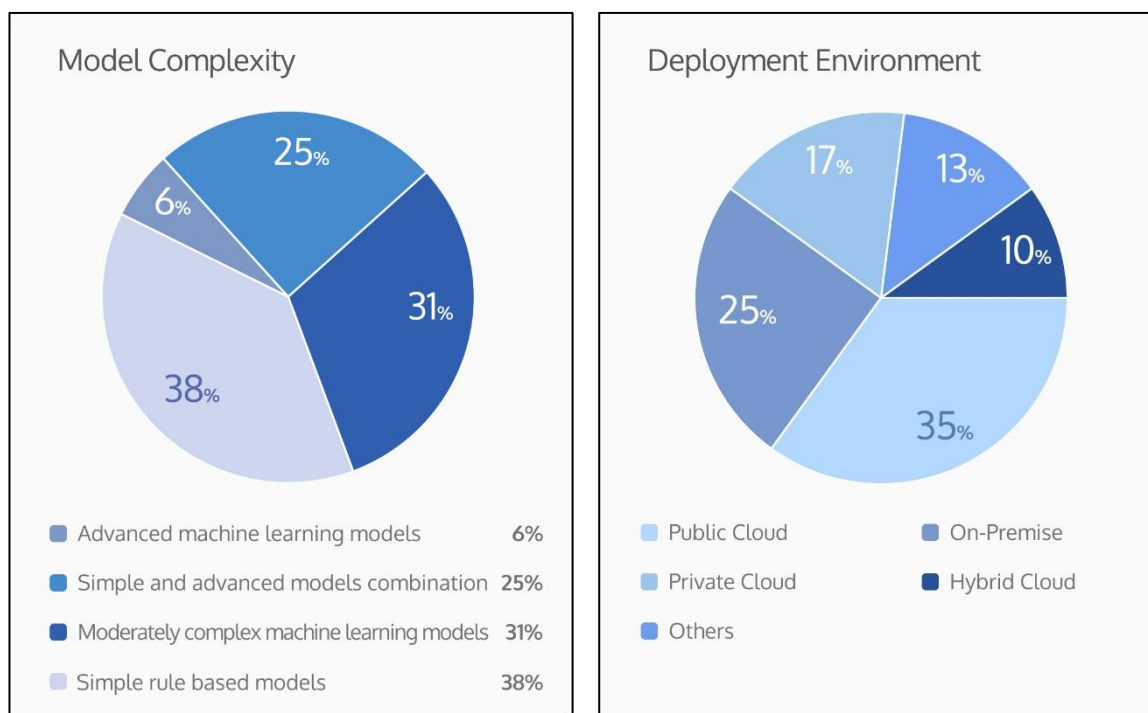 Model Complexity
25%
6%
31%
38%
Advanced machine learning models 6%
Simple and advanced models combination 25%
Moderately complex machine learning models 31%
Simple rule based models 38%
Deployment Environment
17%
13%
10%
25%
35%
Public Cloud On-Premise
Private Cloud Hybrid Cloud
Others